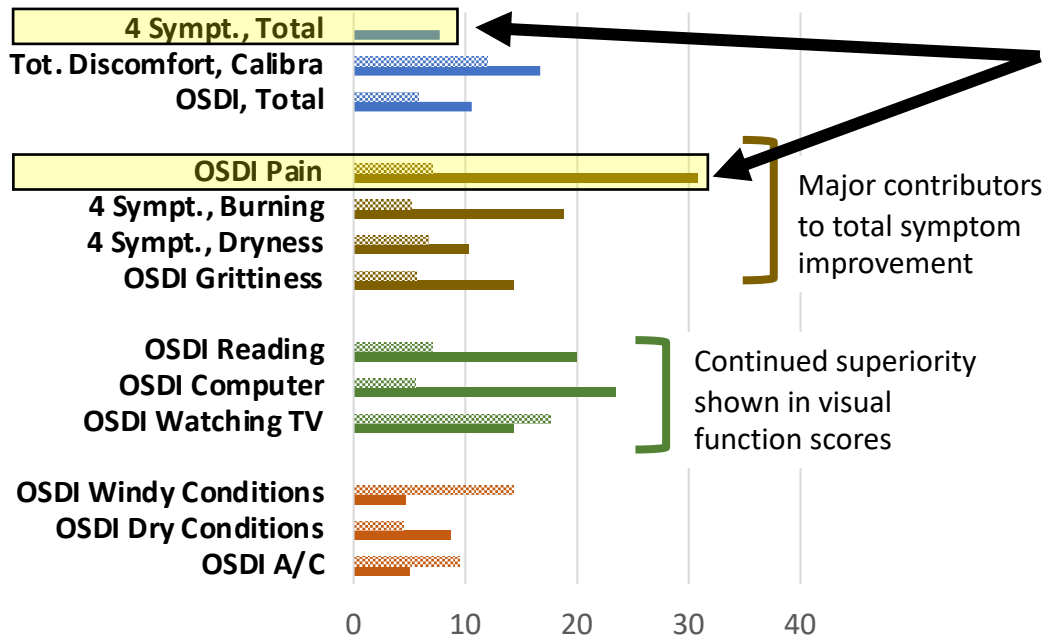 4 Sympt., Total
Tot. Discomfort, Calibra
OSDI, Total
OSDI Pain
4 Sympt., Burning
4 Sympt., Dryness
OSDI Grittiness
Major contributors
to total symptom
improvement
OSDI Reading
OSDI Computer
OSDI Watching TV
Continued superiority
shown in visual
function scores
OSDI Windy Conditions
OSDI Dry Conditions
OSDI A/C
0 10 20 30 40